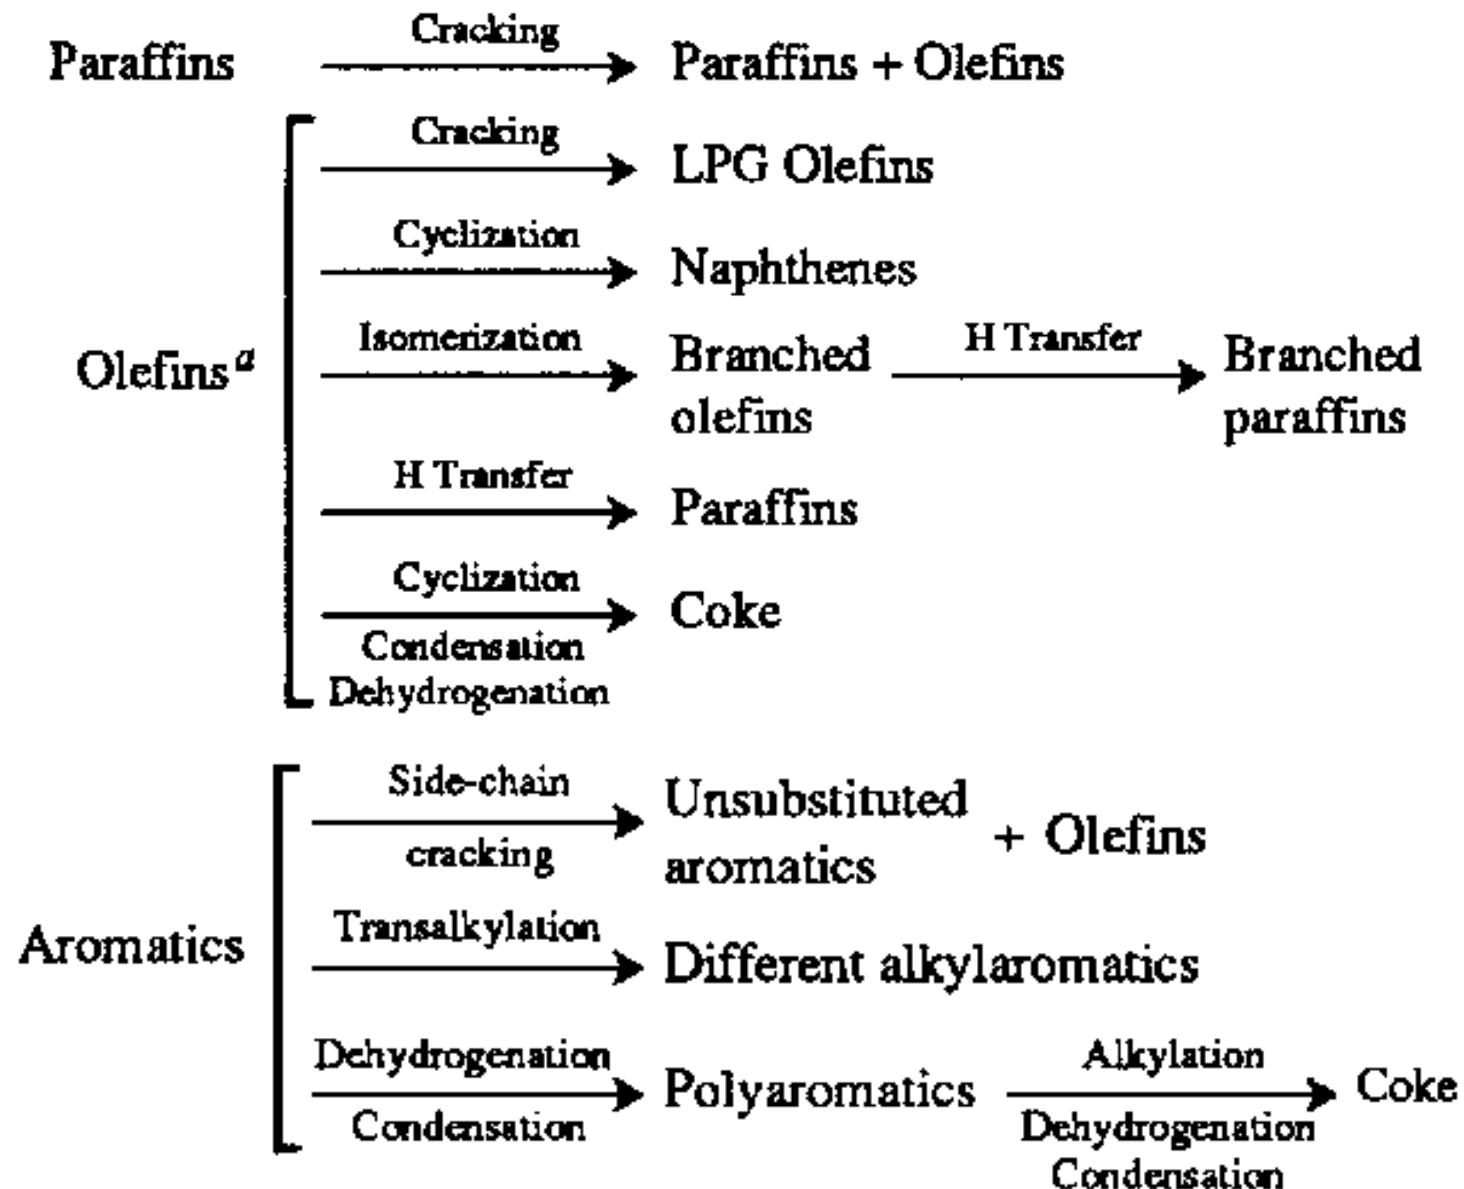 Cracking
Paraffins Paraffins + Olefins
Cracking
LPG Olefins
Cyclization
Naphthenes
Isomerization
Branched olefins
H Transfer
Branched paraffins
Olefins a
H Transfer
Paraffins
Cyclization
Coke
Condensation
Dehydrogenation
Side-chain
cracking
Unsubstituted
aromatics
+ Olefins
Aromatics
Transalkylation
Different alkylaromatics
Dehydrogenation
Condensation
Polyaromatics
Alkylation
Dehydrogenation
Condensation
Coke